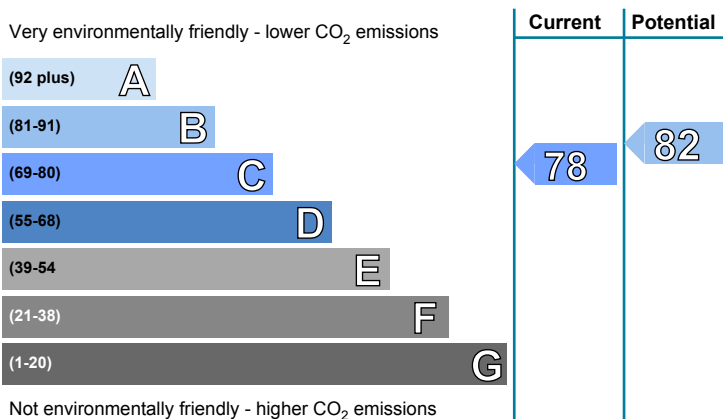 Very environmentally friendly - lower CO2 emissions
Current
Potential
(92 plus) A
(81-91) B
(69-80) C
(55-68) D
(39-54 E
(21-38) F
(1-20) G
78
82
Not environmentally friendly - higher CO2 emissions